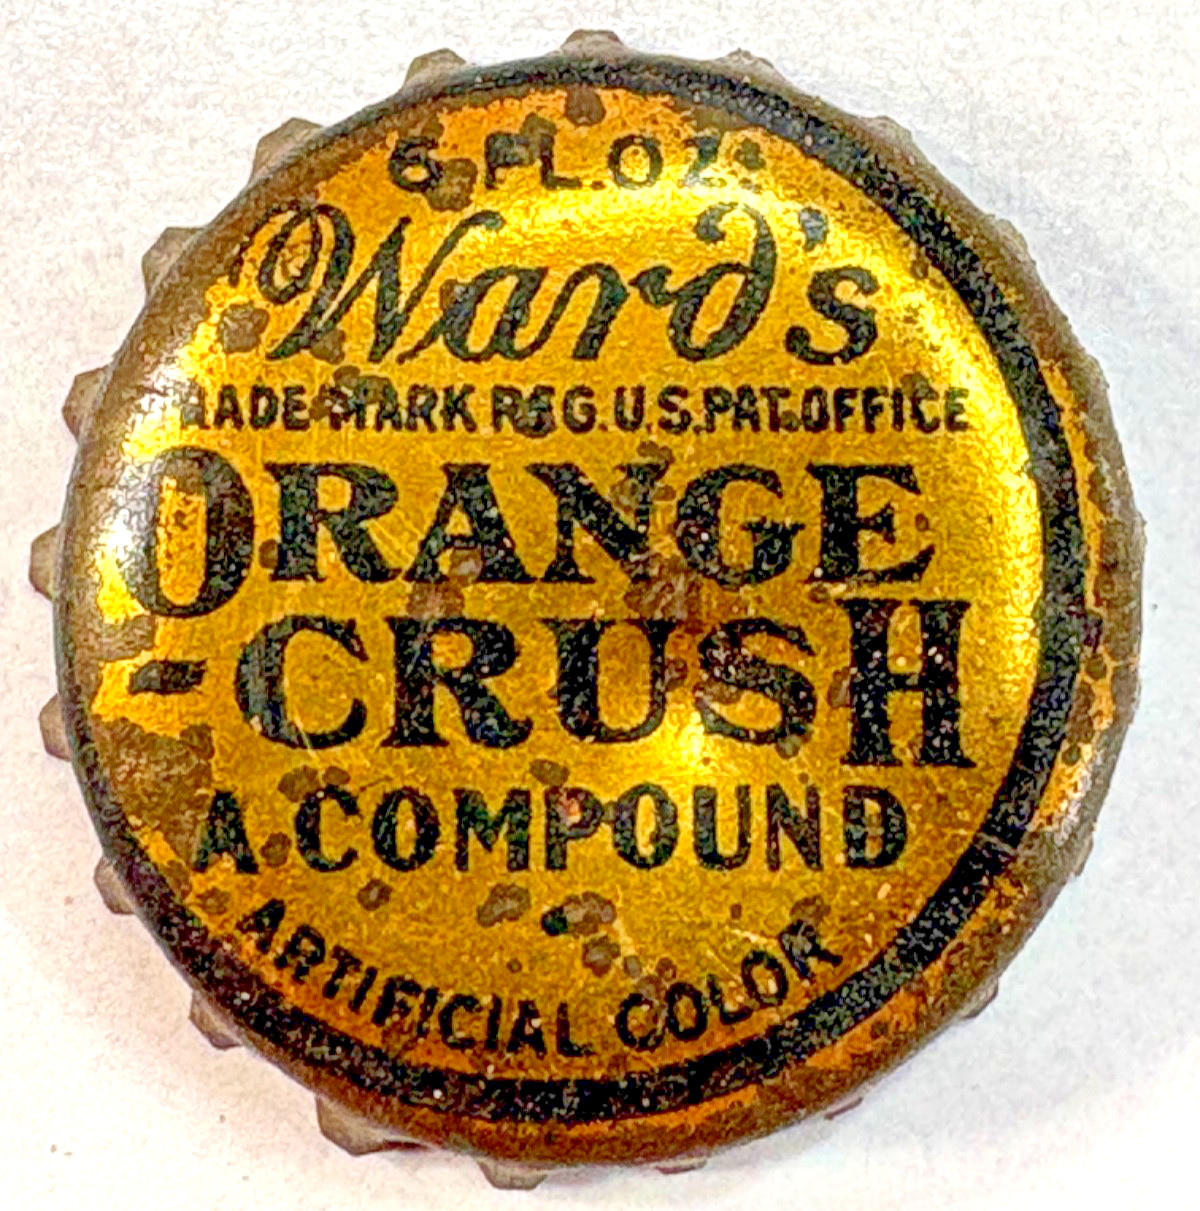 6 FL. OZ.
Ward's
TRADE MARK REG. U.S. PAT. OFFICE
ORANGE
-CRUSH
A COMPOUND
ARTIFICIAL COLOR